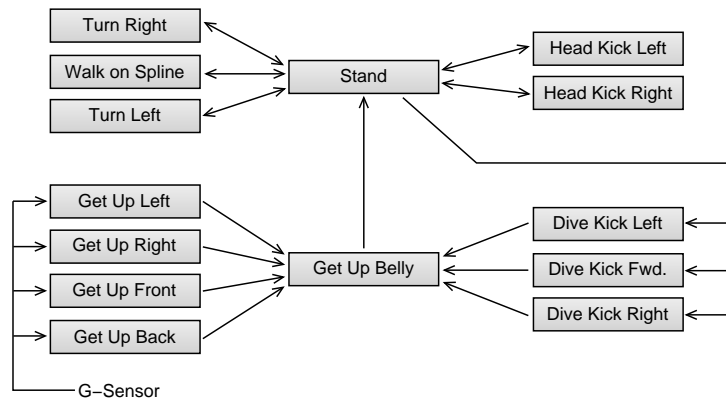 Turn Right
Walk on Spline
Turn Left
Stand
Head Kick Left
Head Kick Right
Get Up Left
Get Up Right
Get Up Front
Get Up Back
Get Up Belly
Dive Kick Left
Dive Kick Fwd.
Dive Kick Right
G−Sensor